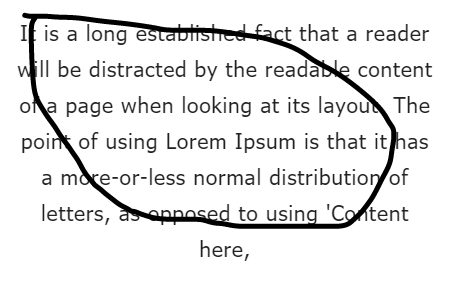 It is a long established fact that a reader
will be distracted by the readable content
of a page when looking at its layout. The
point of using Lorem Ipsum is that it has
a more-or-less normal distribution of
letters, as opposed to using 'Content
here,